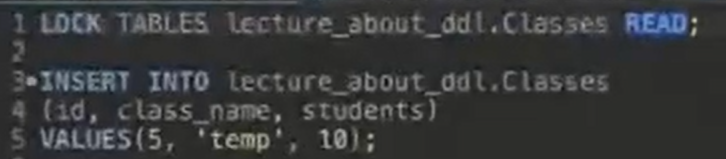 1 LOCK TABLES lecture_about_ddl.Classes READ;
2
3 INSERT INTO lecture_about_ddl.Classes
4 (id, class_name, students)
5 VALUES(5, 'temp', 10);